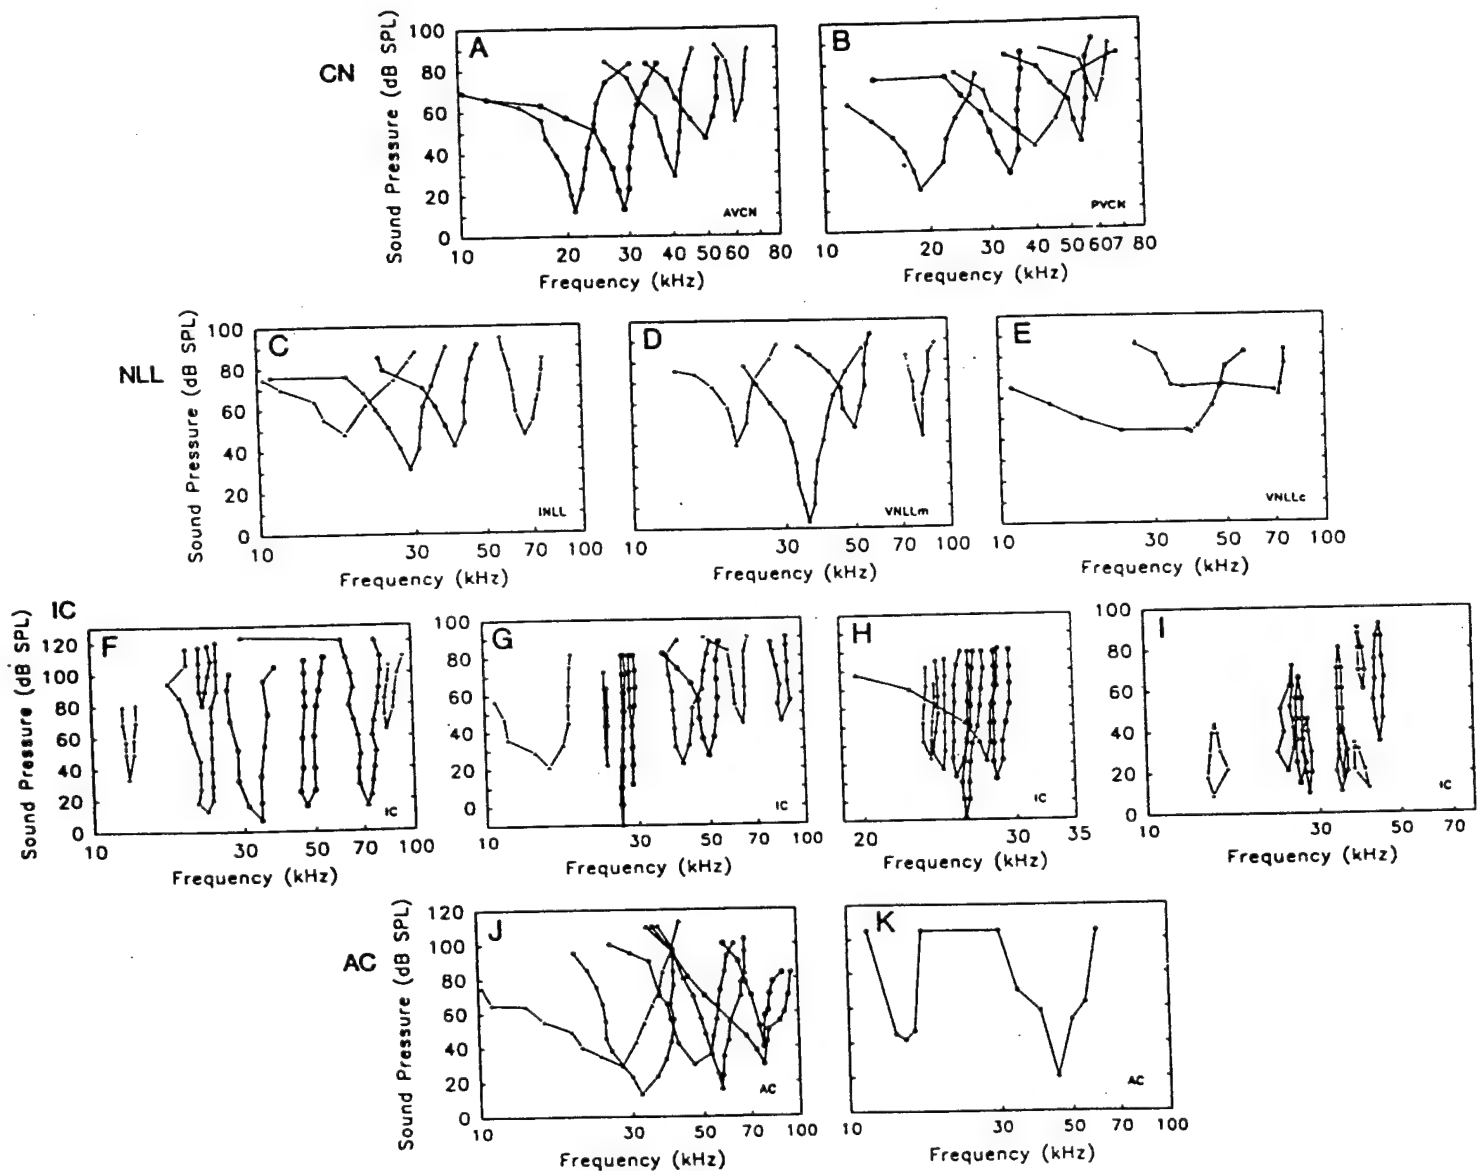 CN
Sound Pressure (dB SPL)
100
80
60
40
20
0
A
AVCN
10 20 30 40 50 60 80
Frequency (kHz)
B
PVCN
10 20 30 40 50 607 80
Frequency (kHz)
NLL
Sound Pressure (dB SPL)
100
80
60
40
20
0
C
INLL
10 30 50 70 100
Frequency (kHz)
D
VNLLm
30 50 70 100
10
Frequency (kHz)
E
VNLLc
10 30 50 70 100
Frequency (kHz)
IC
Sound Pressure (dB SPL)
120
100
80
60
40
20
0
F
IC
10 30 50 70 100
Frequency (kHz)
100
80
60
40
20
0
G
IC
10 30 50 70 100
Frequency (kHz)
H
IC
20 30 35
Frequency (kHz)
100
80
60
40
20
0
I
IC
10 30 50 70
Frequency (kHz)
AC
Sound Pressure (dB SPL)
120
100
80
60
40
20
0
J
AC
10 30 50 70 100
Frequency (kHz)
K
AC
10 30 50 70 100
Frequency (kHz)